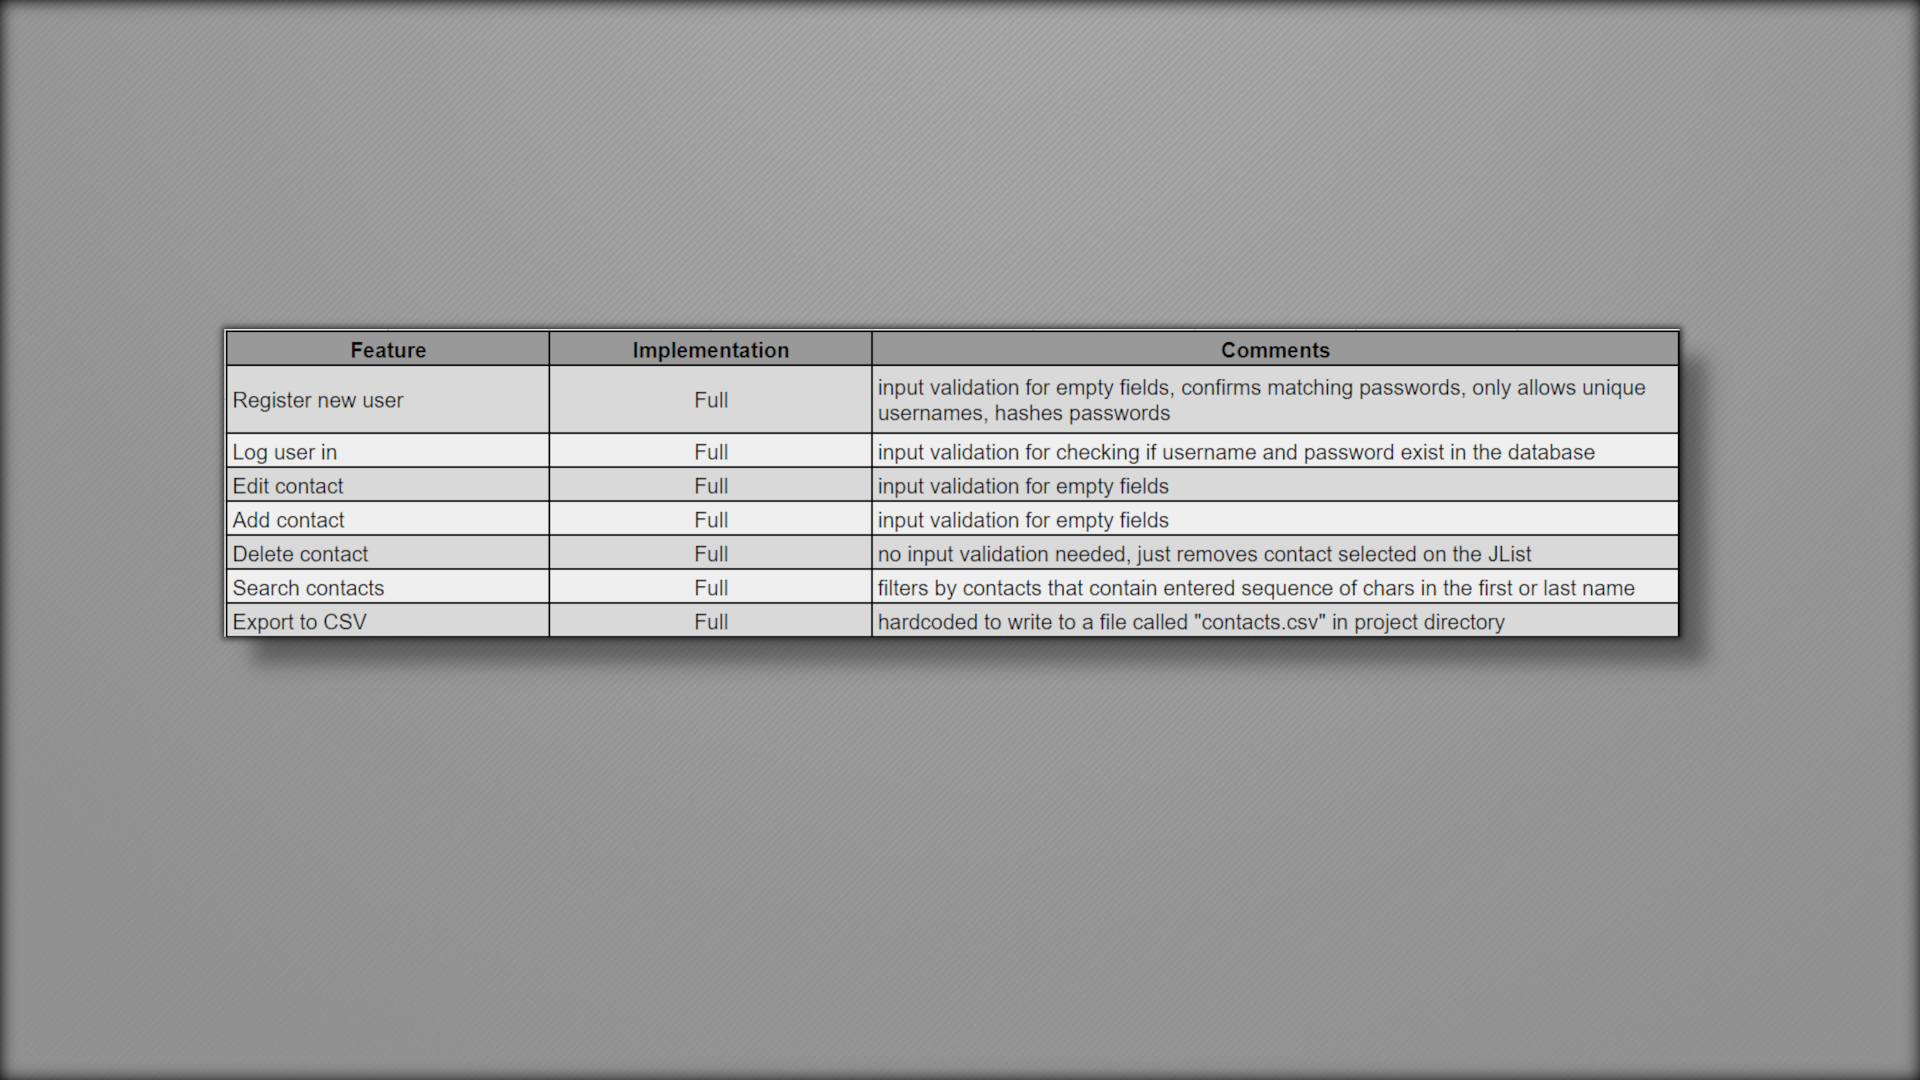 Feature Implementation Comments
Register new user Full input validation for empty fields, confirms matching passwords, only allows unique
usernames, hashes passwords
Log user in Full input validation for checking if username and password exist in the database
Edit contact Full input validation for empty fields
Add contact Full input validation for empty fields
Delete contact Full no input validation needed, just removes contact selected on the JList
Search contacts Full filters by contacts that contain entered sequence of chars in the first or last name
Export to CSV Full hardcoded to write to a file called "contacts.csv" in project directory